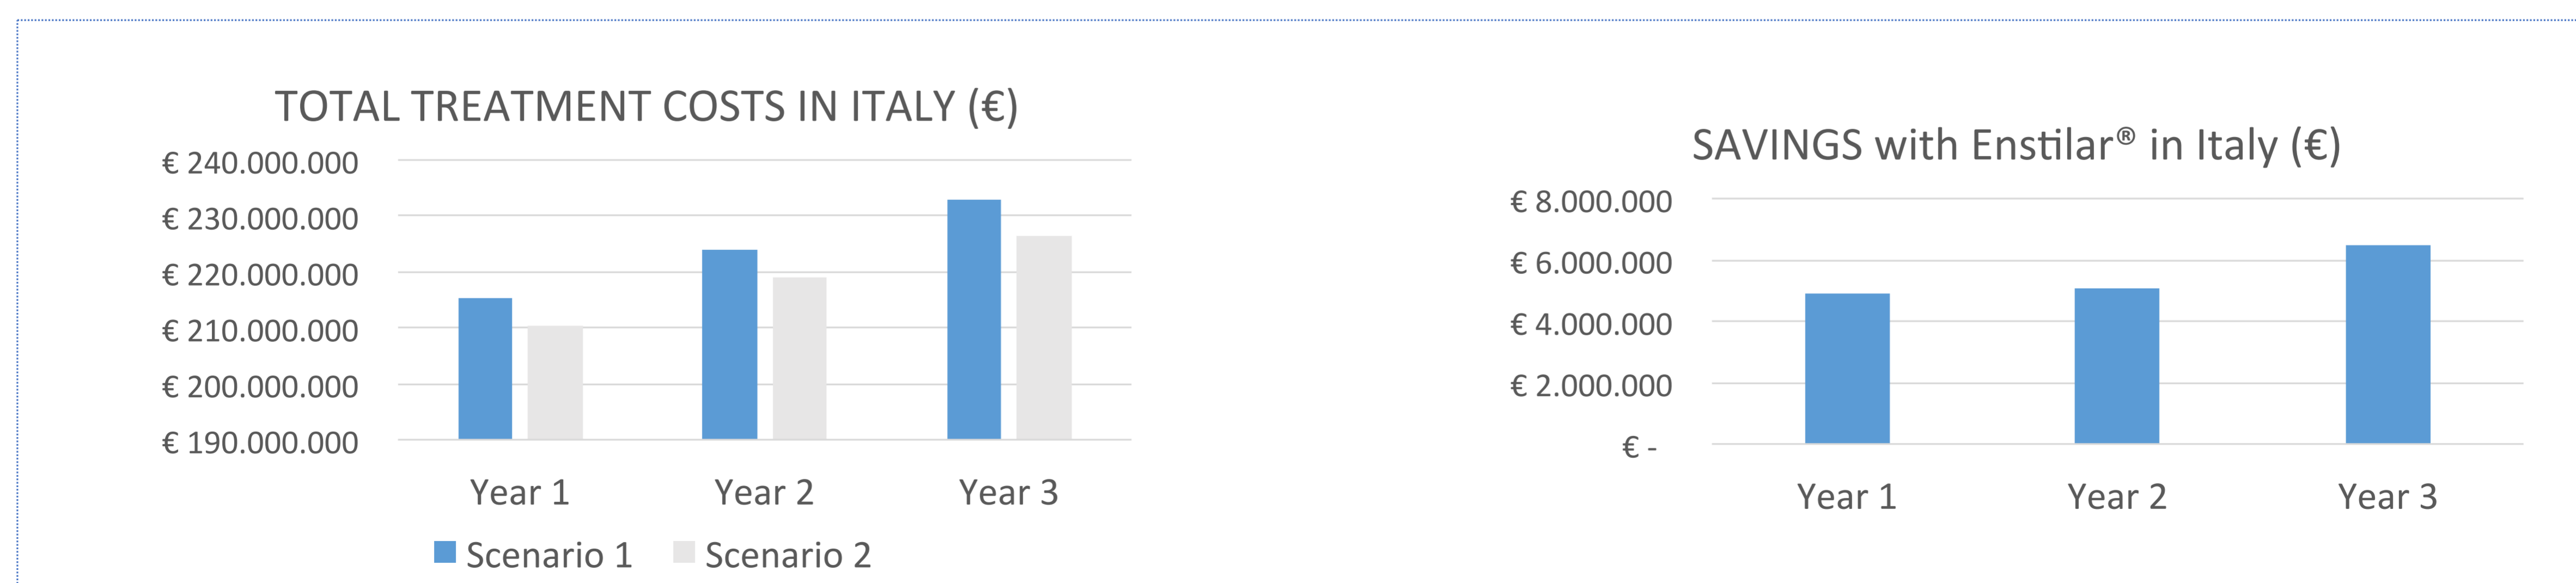 TOTAL TREATMENT COSTS IN ITALY (€)
€ 240.000.000
€ 230.000.000
€ 220.000.000
€ 210.000.000
€ 200.000.000
€ 190.000.000
Year 1 Year 2 Year 3
Scenario 1 Scenario 2
SAVINGS with Enstilar® in Italy (€)
€ 8.000.000
€ 6.000.000
€ 4.000.000
€ 2.000.000
€ -
Year 1 Year 2 Year 3